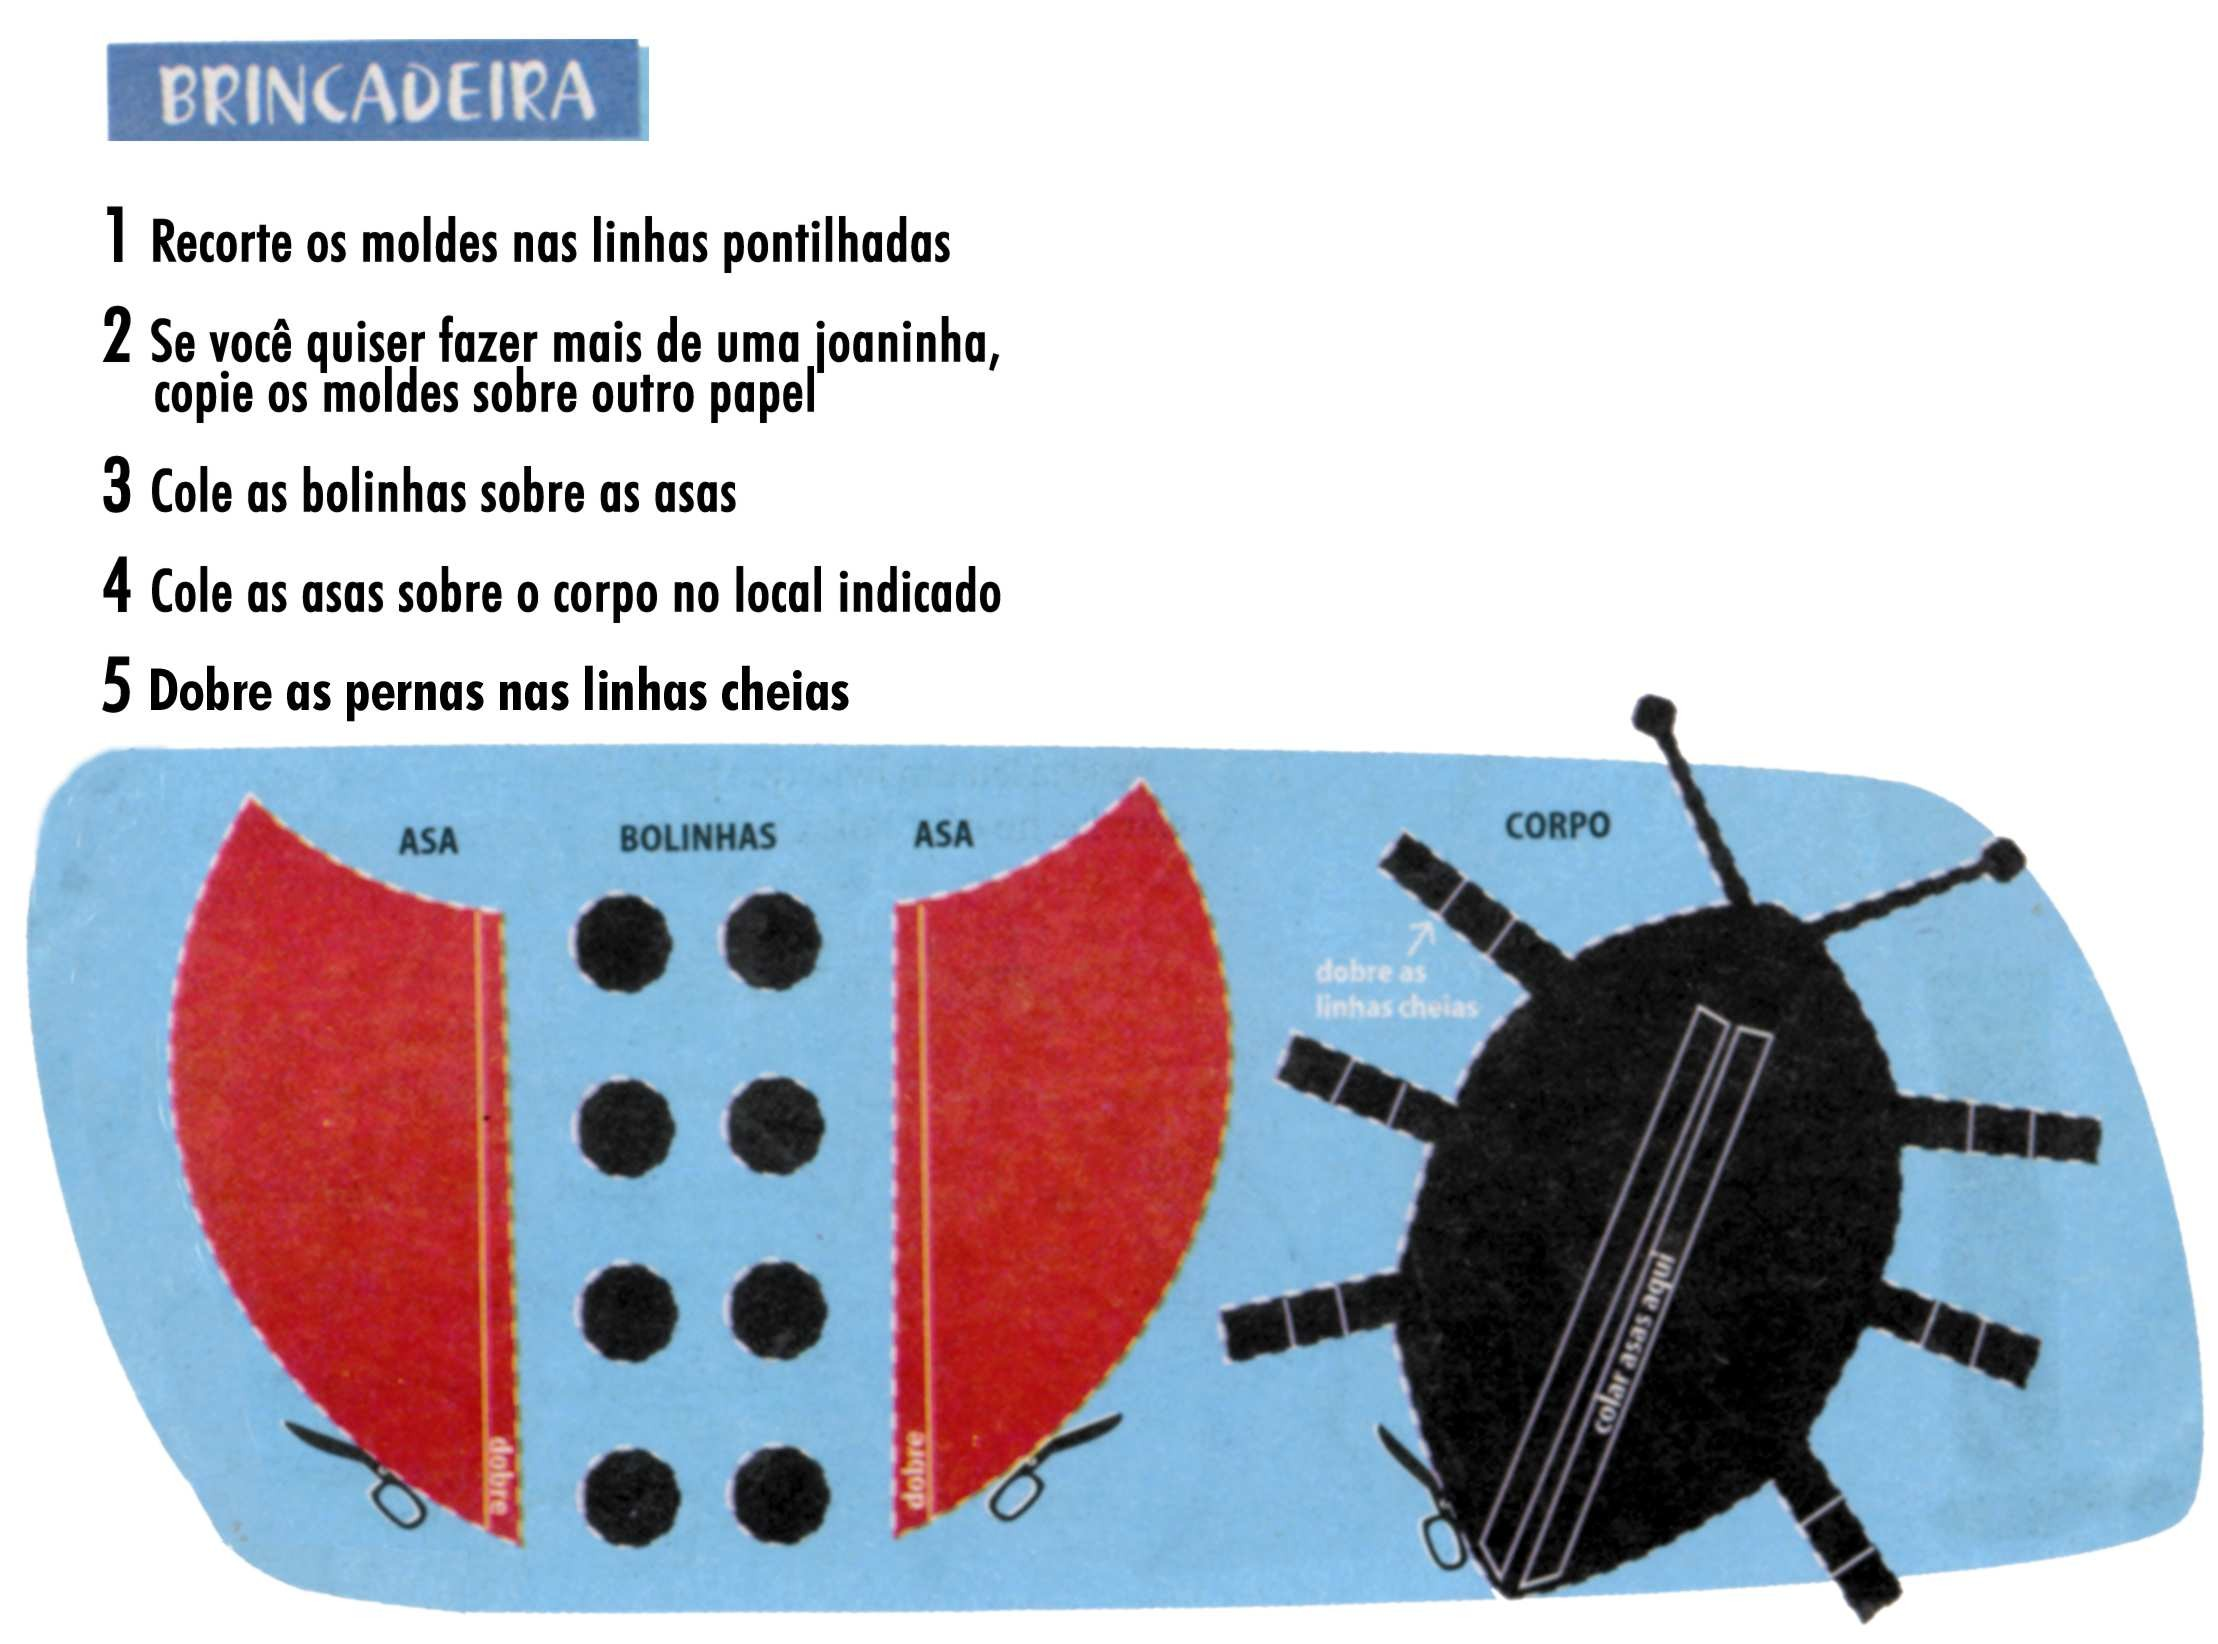 BRINCADEIRA
1 Recorte os moldes nas linhas pontilhadas
2 Se você quiser fazer mais de uma joaninha,
copie os moldes sobre outro papel
3 Cole as bolinhas sobre as asas
4 Cole as asas sobre o corpo no local indicado
5 Dobre as pernas nas linhas cheias
ASA
BOLINHAS
ASA
CORPO
dobre as
linhas cheias
colar asas aqui
dobre
dobre